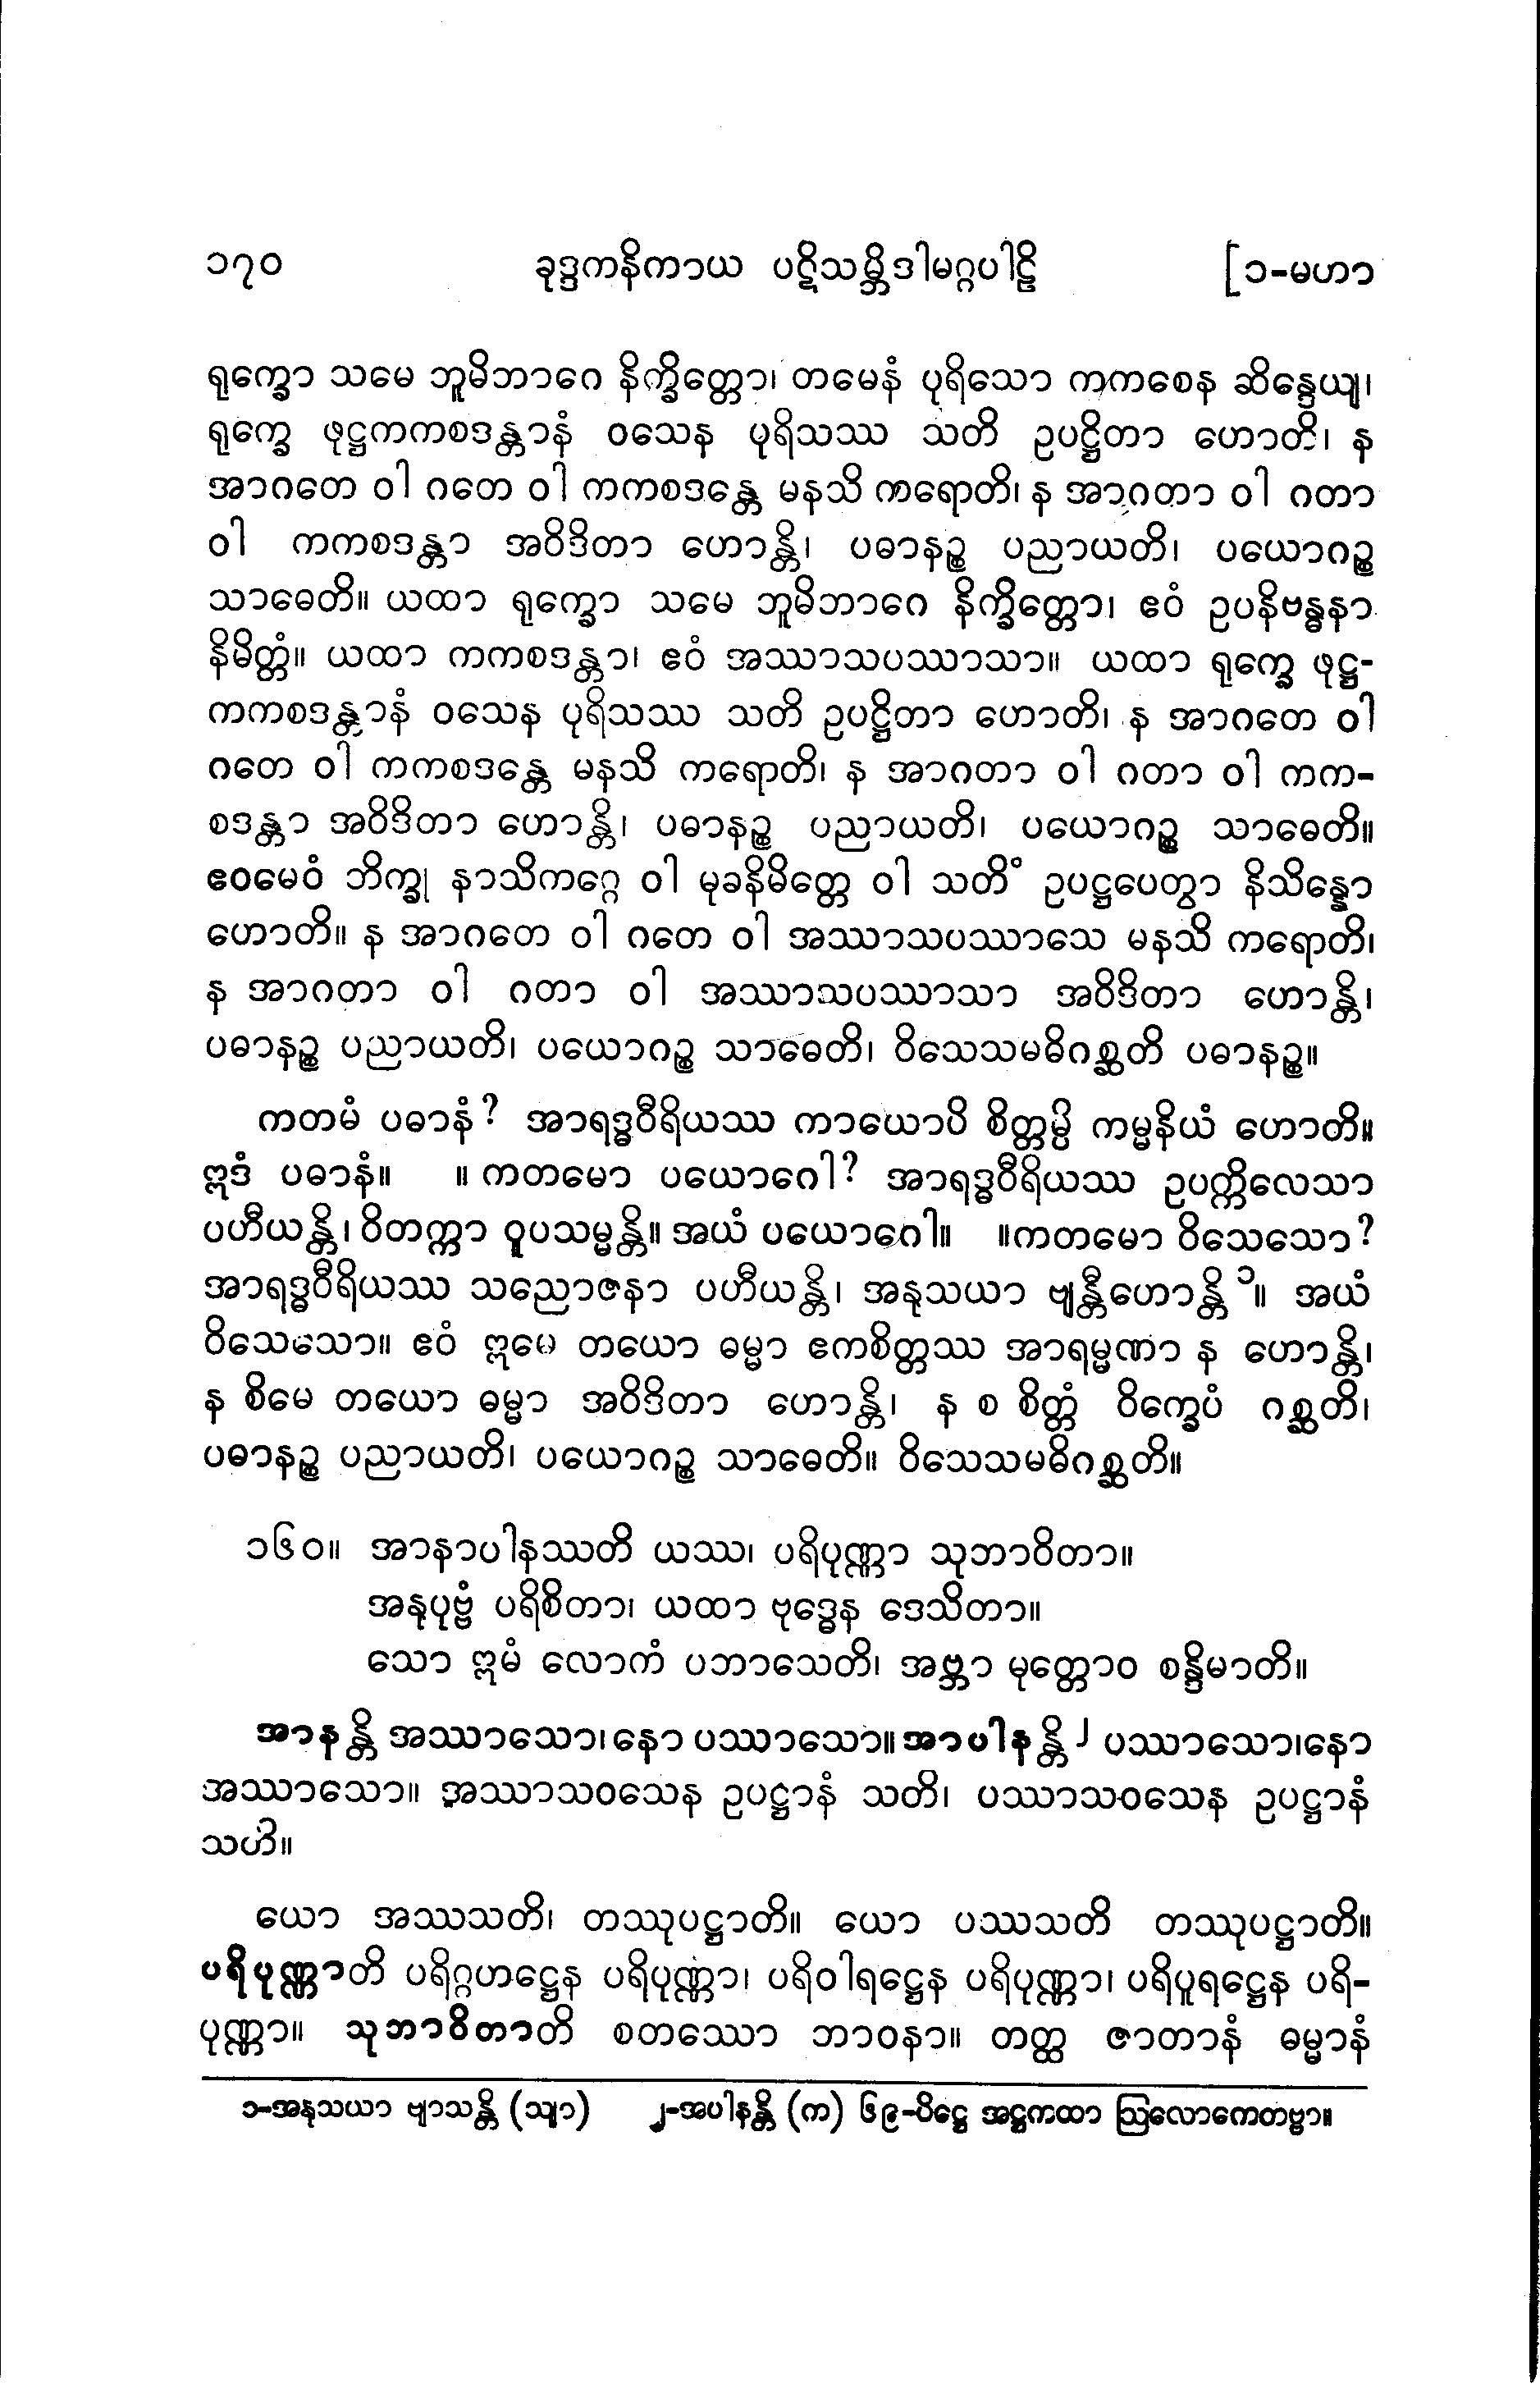 ၁၇၀ ခုဒ္ဒကနိကာယ ပဋိသမ္ဘိဒါမဂ္ဂပါဠိ [၁-မဟာ
ရုက္ခော သမေ ဘူမိဘာဂေ နိက္ခိတ္တော၊ တမေနံ ပုရိသော ကကစေန ဆိန္ဒေယျ၊
ရုက္ခေ ဖုဋ္ဌကကစဒန္တာနံ ဝသေန ပုရိသဿ သတိ ဥပဋ္ဌိတာ ဟောတိ၊ န
အာဂတေ ဝါ ဂတေ ဝါ ကကစဒန္တေ မနသိ ကရောတိ၊ န အာဂတာ ဝါ ဂတာ
ဝါ ကကစဒန္တာ အဝိဒိတာ ဟောန္တိ၊ ပဓာနဉ္စ ပညာယတိ၊ ပယောဂဉ္စ
သာဓေတိ။ ယထာ ရုက္ခော သမေ ဘူမိဘာဂေ နိက္ခိတ္တော၊ ဧဝံ ဥပနိဗန္ဓနာ
နိမိတ္တံ။ ယထာ ကကစဒန္တာ၊ ဧဝံ အဿာသပဿာသာ။ ယထာ ရုက္ခေ ဖုဋ္ဌ-
ကကစဒန္တာနံ ဝသေန ပုရိသဿ သတိ ဥပဋ္ဌိတာ ဟောတိ၊ န အာဂတေ ဝါ
ဂတေ ဝါ ကကစဒန္တေ မနသိ ကရောတိ၊ န အာဂတာ ဝါ ဂတာ ဝါ ကက-
စဒန္တာ အဝိဒိတာ ဟောန္တိ၊ ပဓာနဉ္စ ပညာယတိ၊ ပယောဂဉ္စ သာဓေတိ။
ဧဝမေဝံ ဘိက္ခု နာသိကဂ္ဂေ ဝါ မုခနိမိတ္တေ ဝါ သတိံ ဥပဋ္ဌပေတွာ နိသိန္နော
ဟောတိ။ န အာဂတေ ဝါ ဂတေ ဝါ အဿာသပဿာသေ မနသိ ကရောတိ၊
န အာဂတာ ဝါ ဂတာ ဝါ အဿာသပဿာသာ အဝိဒိတာ ဟောန္တိ၊
ပဓာနဉ္စ ပညာယတိ၊ ပယောဂဉ္စ သာဓေတိ၊ ဝိသေသမဓိဂစ္ဆတိ ပဓာနဉ္စ။
ကတမံ ပဓာနံ? အာရဒ္ဓဝီရိယဿ ကာယောပိ စိတ္တမ္ပိ ကမ္မနိယံ ဟောတိ။
ဣဒံ ပဓာနံ။ ။ ကတမော ပယောဂေါ? အာရဒ္ဓဝီရိယဿ ဥပက္ကိလေသာ
ပဟီယန္တိ၊ ဝိတက္ကာ ဝူပသမ္မန္တိ။ အယံ ပယောဂေါ။ ။ကတမော ဝိသေသော?
အာရဒ္ဓဝီရိယဿ သညောဇနာ ပဟီယန္တိ၊ အနုသယာ ဗျန္တီဟောန္တိ ၁။ အယံ
ဝိသေသော။ ဧဝံ ဣမေ တယော ဓမ္မာ ဧကစိတ္တဿ အာရမ္မဏာ န ဟောန္တိ၊
န စိမေ တယော ဓမ္မာ အဝိဒိတာ ဟောန္တိ၊ န စ စိတ္တံ ဝိက္ခေပံ ဂစ္ဆတိ၊
ပဓာနဉ္စ ပညာယတိ၊ ပယောဂဉ္စ သာဓေတိ။ ဝိသေသမဓိဂစ္ဆတိ။
၁၆၀။ အာနာပါနဿတိ ယဿ၊ ပရိပုဏ္ဏာ သုဘာဝိတာ။
အနုပုဗ္ဗံ ပရိစိတာ၊ ယထာ ဗုဒ္ဓေန ဒေသိတာ။
သော ဣမံ လောကံ ပဘာသေတိ၊ အဗ္ဘာ မုတ္တောဝ စန္ဒိမာတိ။
အာနန္တိ အဿာသော၊ နော ပဿာသော။ အာပါနန္တိ ၂ ပဿာသော၊ နော
အဿာသော။ အဿာသဝသေန ဥပဋ္ဌာနံ သတိ၊ ပဿာသဝသေန ဥပဋ္ဌာနံ
သတိ။
ယော အဿသတိ၊ တဿုပဋ္ဌာတိ။ ယော ပဿသတိ တဿုပဋ္ဌာတိ။
ပရိပုဏ္ဏာတိ ပရိဂ္ဂဟဋ္ဌေန ပရိပုဏ္ဏာ၊ ပရိဝါရဋ္ဌေန ပရိပုဏ္ဏာ၊ ပရိပူရဋ္ဌေန ပရိ-
ပုဏ္ဏာ။ သုဘာဝိတာတိ စတဿော ဘာဝနာ။ တတ္ထ ဇာတာနံ ဓမ္မာနံ
၁-အနုသယာ ဗျာသန္တိ (သျာ) ၂-အပါနန္တိ (က) ၆၉-ပိဋ္ဌေ အဋ္ဌကထာ ဩလောကေတဗ္ဗာ။